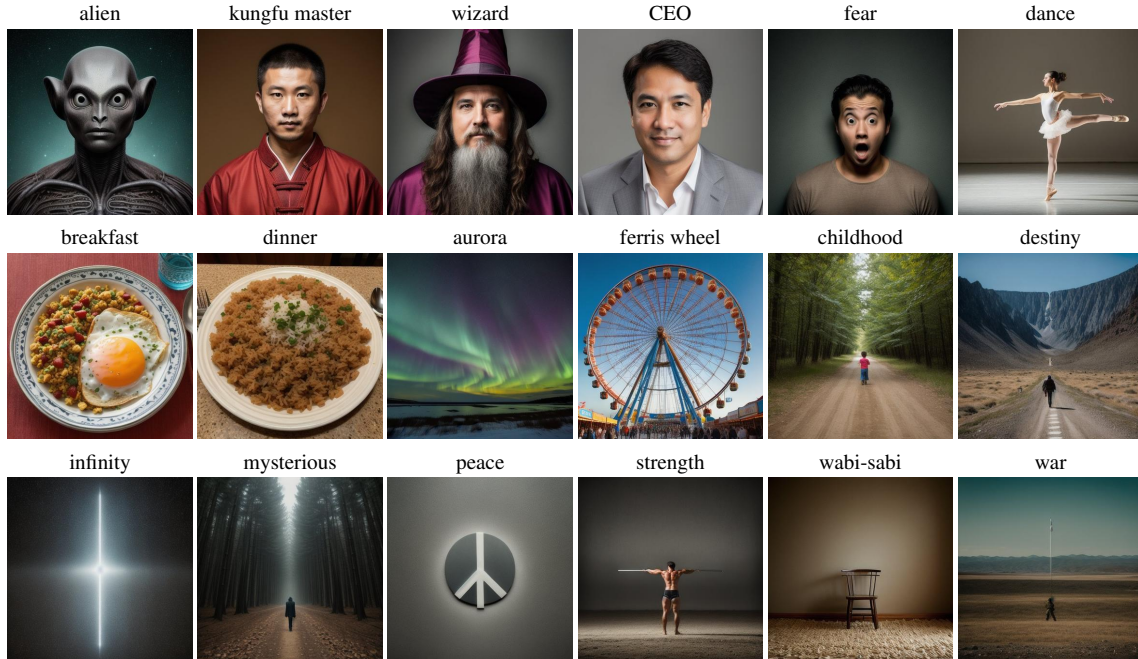 alien kungfu master wizard CEO fear dance
breakfast dinner aurora ferris wheel childhood destiny
infinity mysterious peace strength wabi-sabi war